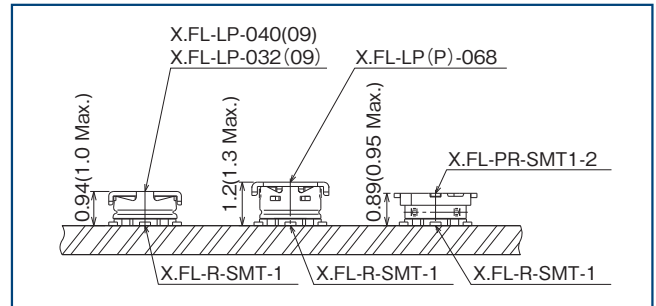 X.FL-LP-040(09)
X.FL-LP-032(09)
X.FL-LP(P)-068
0.94(1.0 Max.)
1.2(1.3 Max.)
0.89(0.95 Max.)
X.FL-PR-SMT1-2
X.FL-R-SMT-1
X.FL-R-SMT-1
X.FL-R-SMT-1